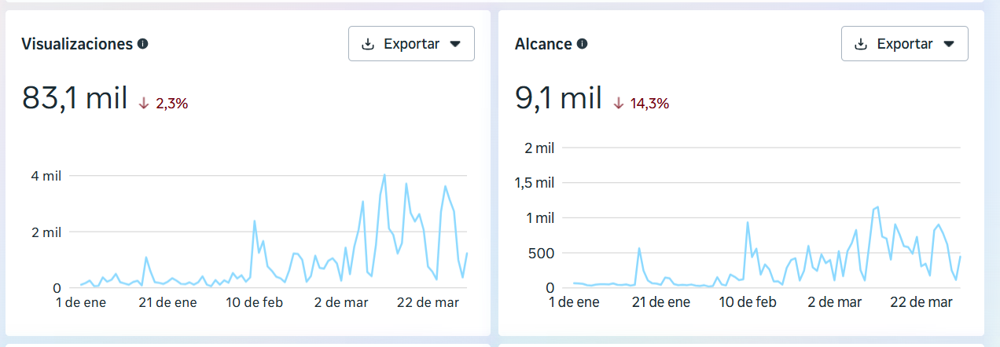 Visualizaciones
Exportar
83,1 mil 2,3%
4 mil
2 mil
0
1 de ene 21 de ene 10 de feb 2 de mar 22 de mar
Alcance
Exportar
9,1 mil 14,3%
2 mil
1,5 mil
1 mil
500
0
1 de ene 21 de ene 10 de feb 2 de mar 22 de mar